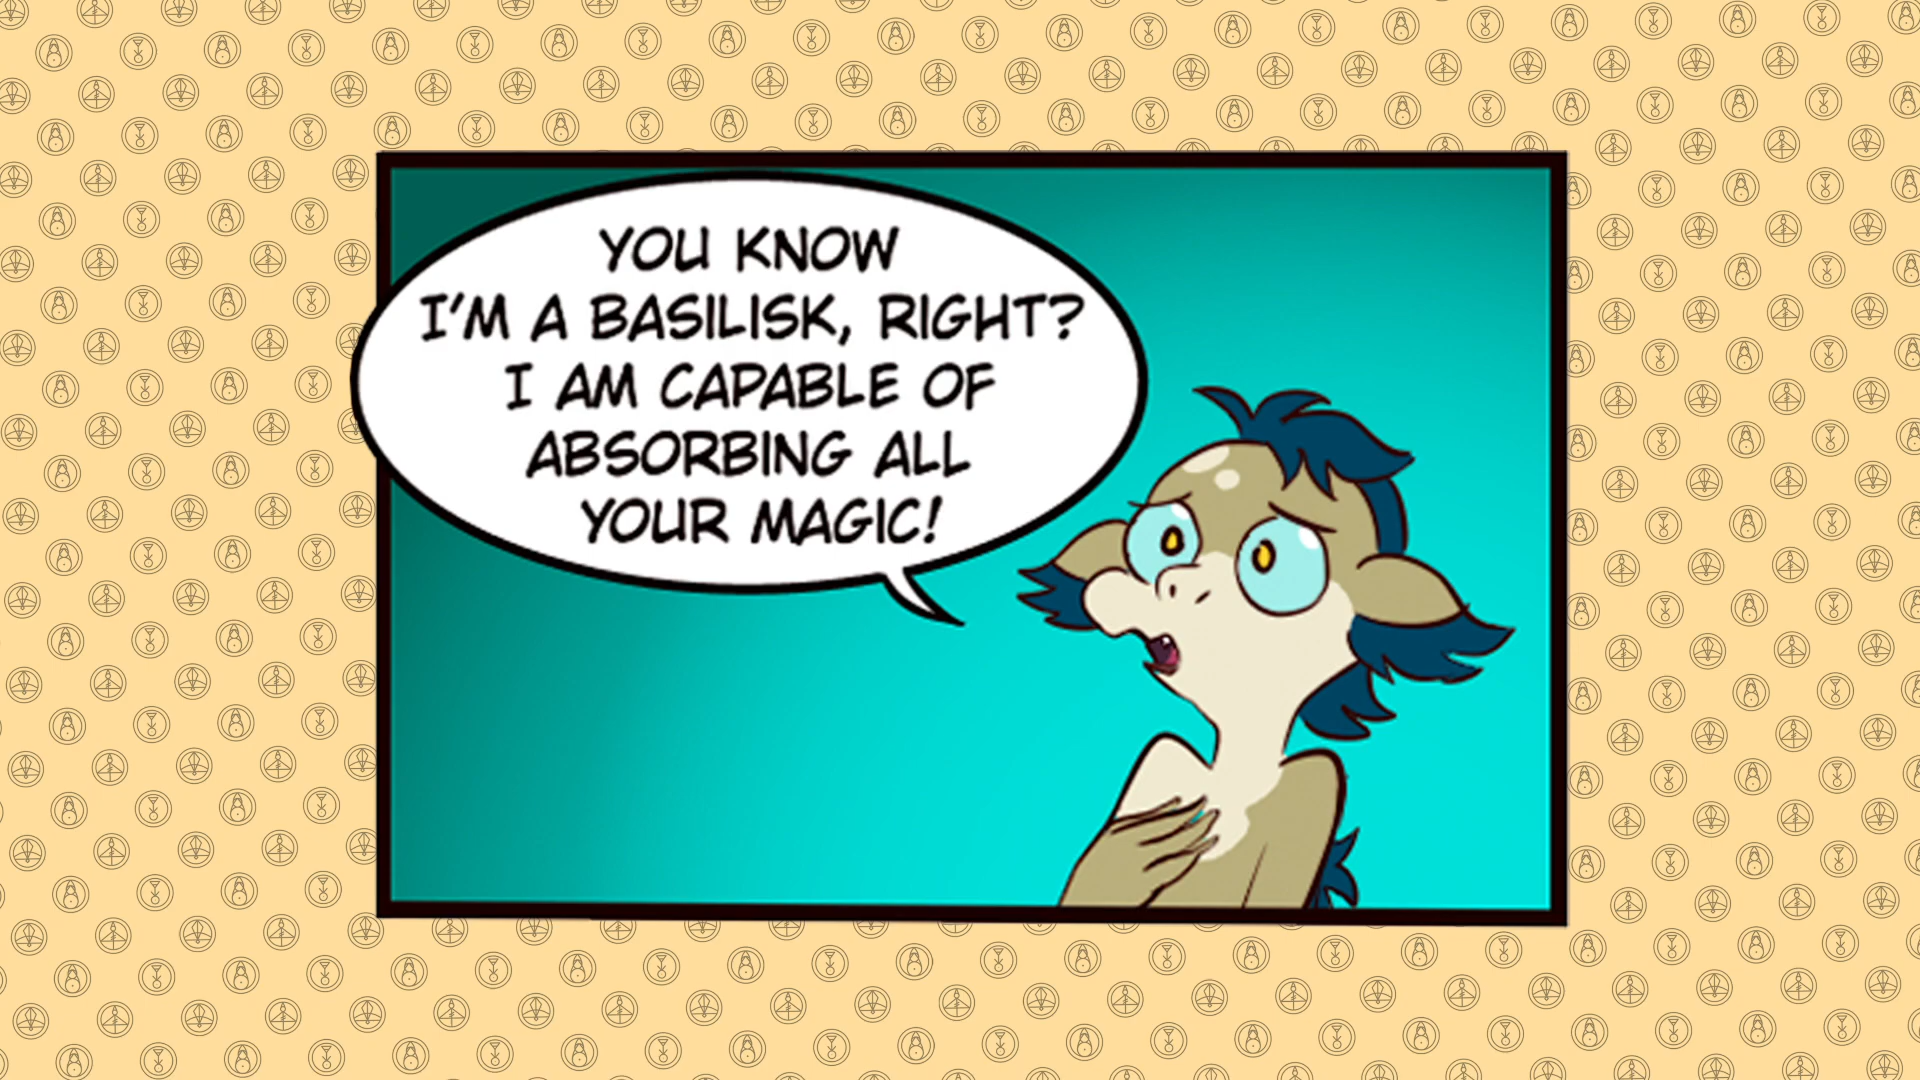 YOU KNOW
I'M A BASILISK, RIGHT?
I AM CAPABLE OF
ABSORBING ALL
YOUR MAGIC!